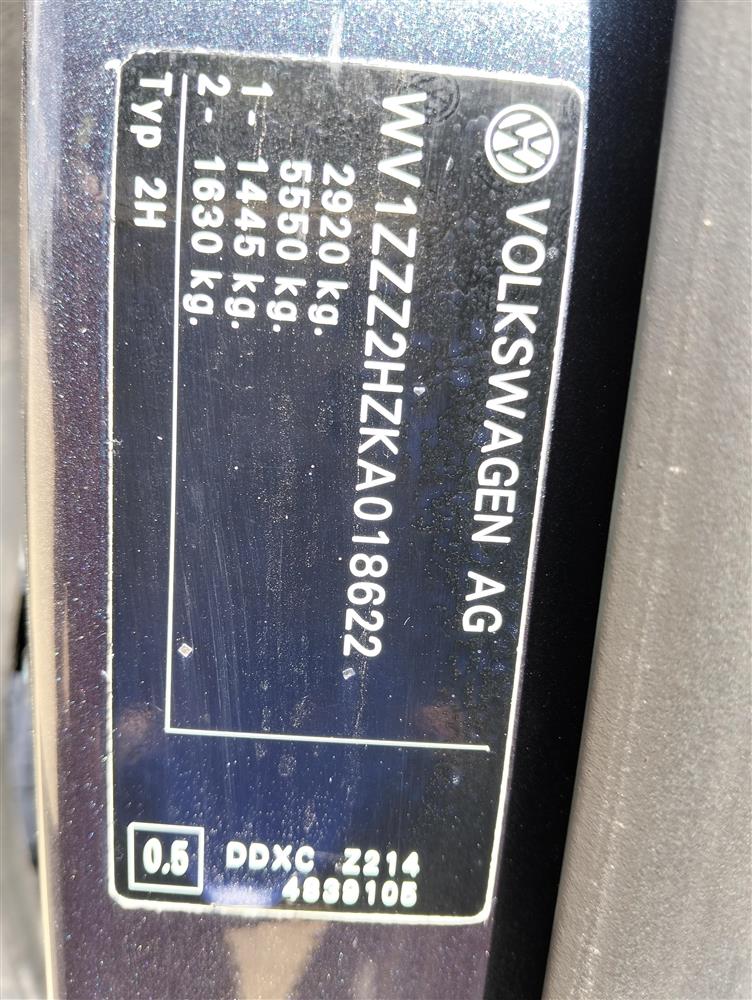 VOLKSWAGEN AG
WV1ZZZ2HZKA018622
2920 kg.
5550 kg.
1 - 1445 kg.
2 - 1630 kg.
Typ 2H
0.5
DDXC Z214
4839105